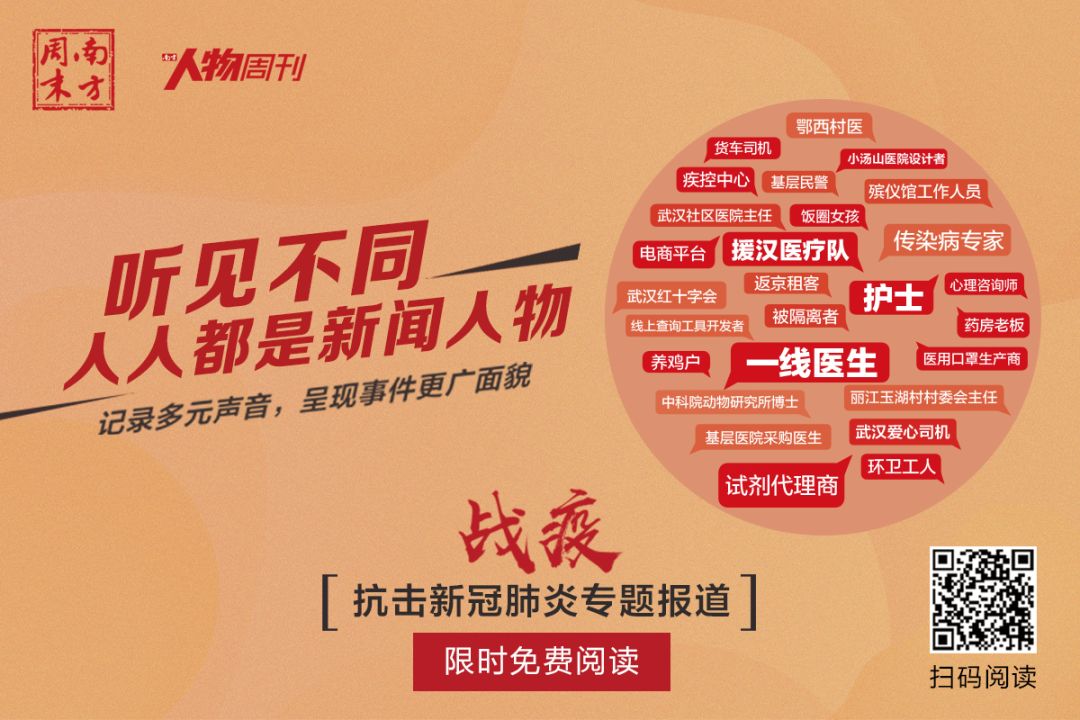 南方周末
南方人物周刊
听见不同
人人都是新闻人物
记录多元声音，呈现事件更广面貌
鄂西村医
货车司机
小汤山医院设计者
疾控中心
基层民警
殡仪馆工作人员
武汉社区医院主任
饭圈女孩
传染病专家
电商平台
援汉医疗队
返京租客
护士
心理咨询师
武汉红十字会
被隔离者
药房老板
线上查询工具开发者
养鸡户
一线医生
医用口罩生产商
中科院动物研究所博士
丽江玉湖村村委会主任
基层医院采购医生
武汉爱心司机
环卫工人
试剂代理商
战疫
[抗击新冠肺炎专题报道]
限时免费阅读
扫码阅读